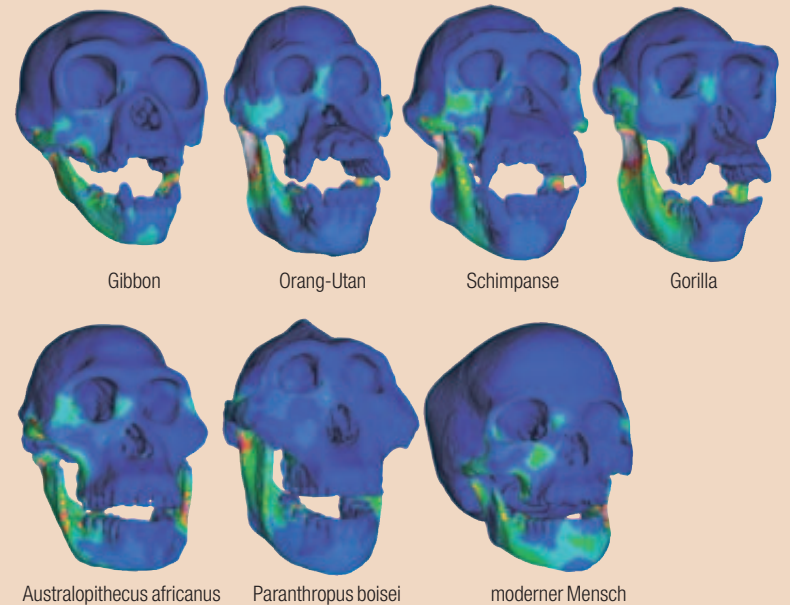 Gibbon
Orang-Utan
Schimpanse
Gorilla
Australopithecus africanus
Paranthropus boisei
moderner Mensch